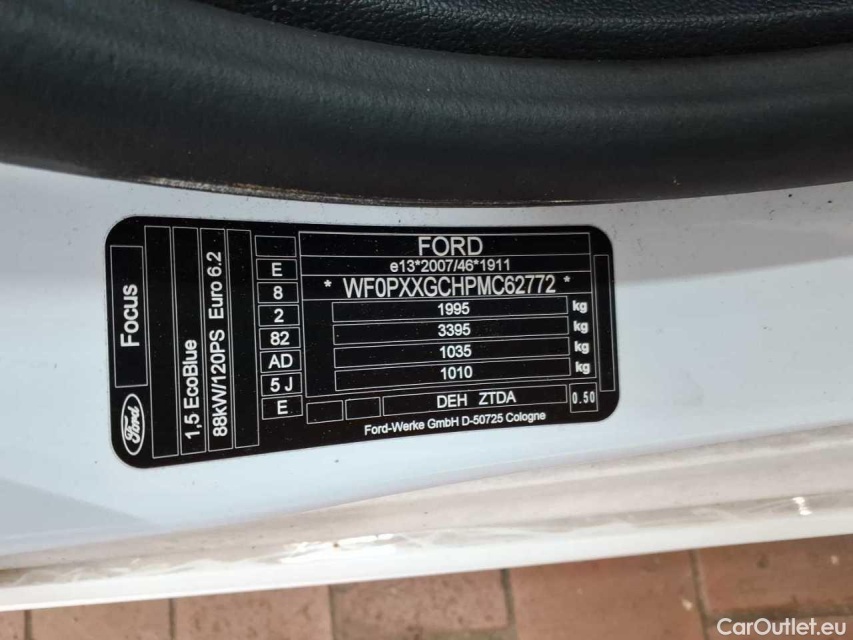 Focus
Ford
1,5 EcoBlue
88kW/120PS Euro 6.2
E
8
2
82
AD
5 J
E
FORD
e13*2007/46*1911
* WF0PXXGCHPMC62772 *
1995 kg
3395 kg
1035 kg
1010 kg
DEH ZTDA 0.50
Ford-Werke GmbH D-50725 Cologne
CarOutlet.eu